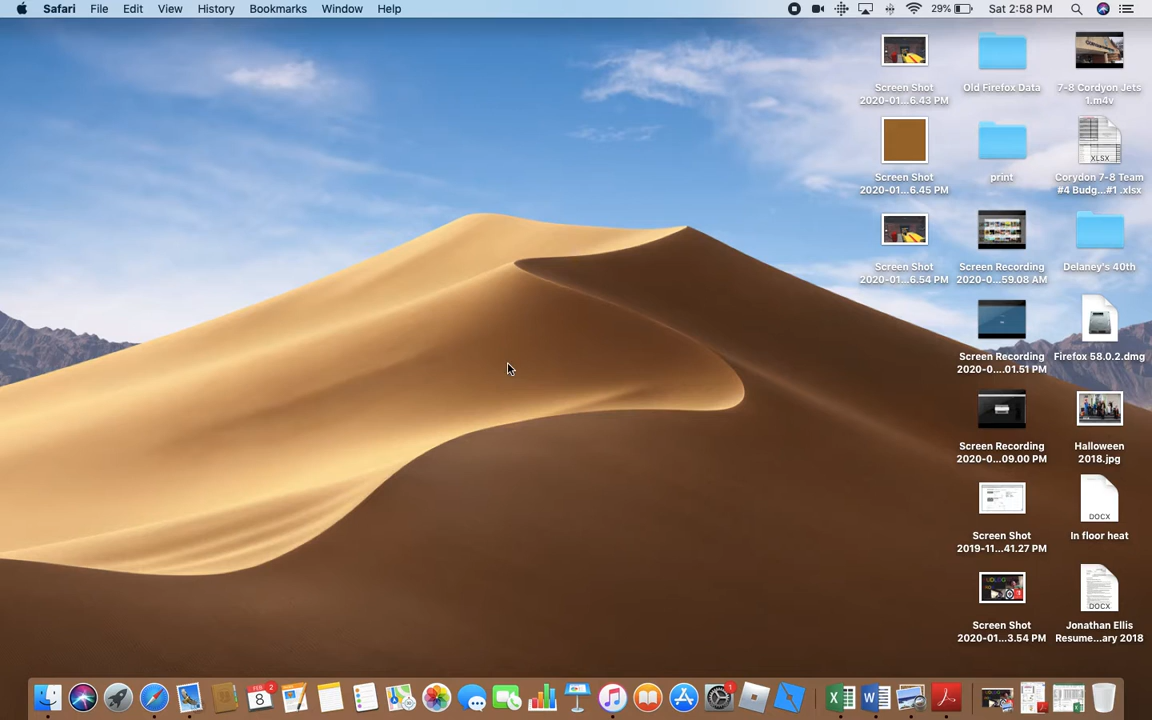 Safari File Edit View History Bookmarks Window Help 29% Sat 2:58 PM
Screen Shot
2020-01...6.43 PM
Old Firefox Data
7-8 Cordyon Jets
1.m4v
Screen Shot
2020-01...6.45 PM
print
XLSX
Corydon 7-8 Team
#4 Budg...#1 .xlsx
Screen Shot
2020-01...6.54 PM
Screen Recording
2020-0...59.08 AM
Delaney's 40th
Screen Recording
2020-0....01.51 PM
Firefox 58.0.2.dmg
Screen Recording
2020-0...09.00 PM
Halloween
2018.jpg
Screen Shot
2019-11...41.27 PM
DOCX
In floor heat
Screen Shot
2020-01...3.54 PM
DOCX
Jonathan Ellis
Resume...ary 2018
FEB
8
2
1